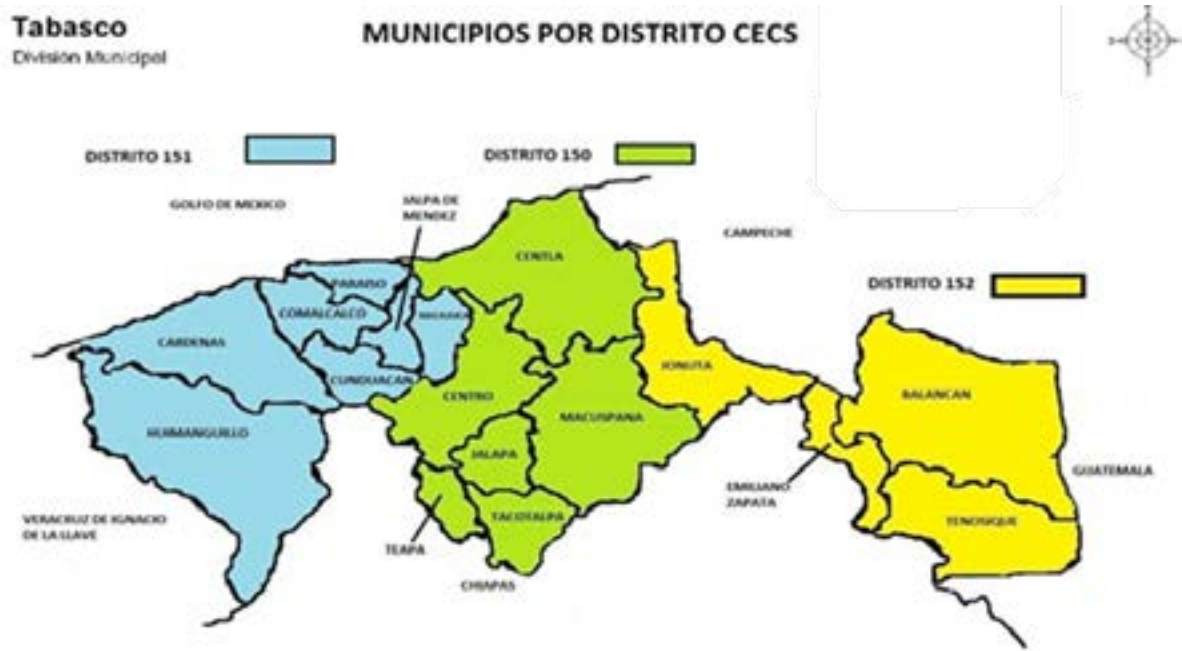 Tabasco
División Municipal
MUNICIPIOS POR DISTRITO CECS
DISTRITO 151
DISTRITO 150
GOLFO DE MEXICO
JALPA DE
MENDEZ
CAMPECHE
CENTLA
DISTRITO 152
PARAISO
COMALCALCO
CARDENAS
JONUTA
CUNDUACAN
CENTRO
BALANCAN
MACUSPANA
HUIMANGUILLO
JALAPA
GUATEMALA
EMILIANO
ZAPATA
VERACRUZ DE IGNACIO
DE LA LLAVE
TACOTALPA
TENOSIQUE
TEAPA
CHIAPAS